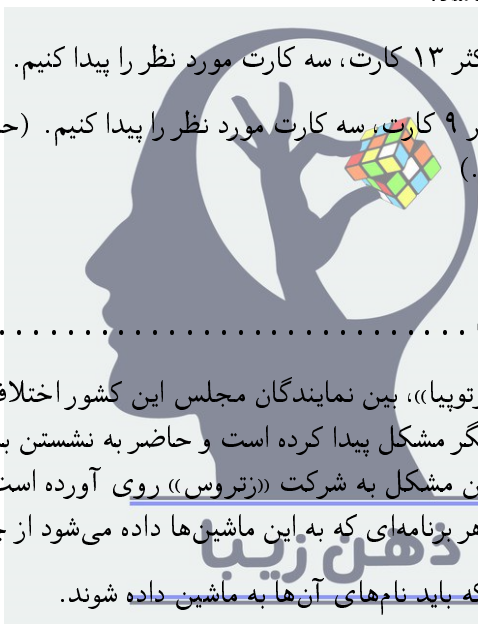 کثر ۱۳ کارت، سه کارت مورد نظر را پیدا کنیم.
ر ۹ کارت، سه کارت مورد نظر را پیدا کنیم. (حا
.)
. . . . . . . . . . . . . . . . . . . . . . . . . .
رتوپیا»، بین نمایندگان مجلس این کشور اختلاف
گر مشکل پیدا کرده است و حاضر به نشستن ب
ن مشکل به شرکت «زتروس» روی آورده است
هر برنامه‌ای که به این ماشین‌ها داده می‌شود از ج
ذهن زیبا
که باید نام‌های آن‌ها به ماشین داده شوند.